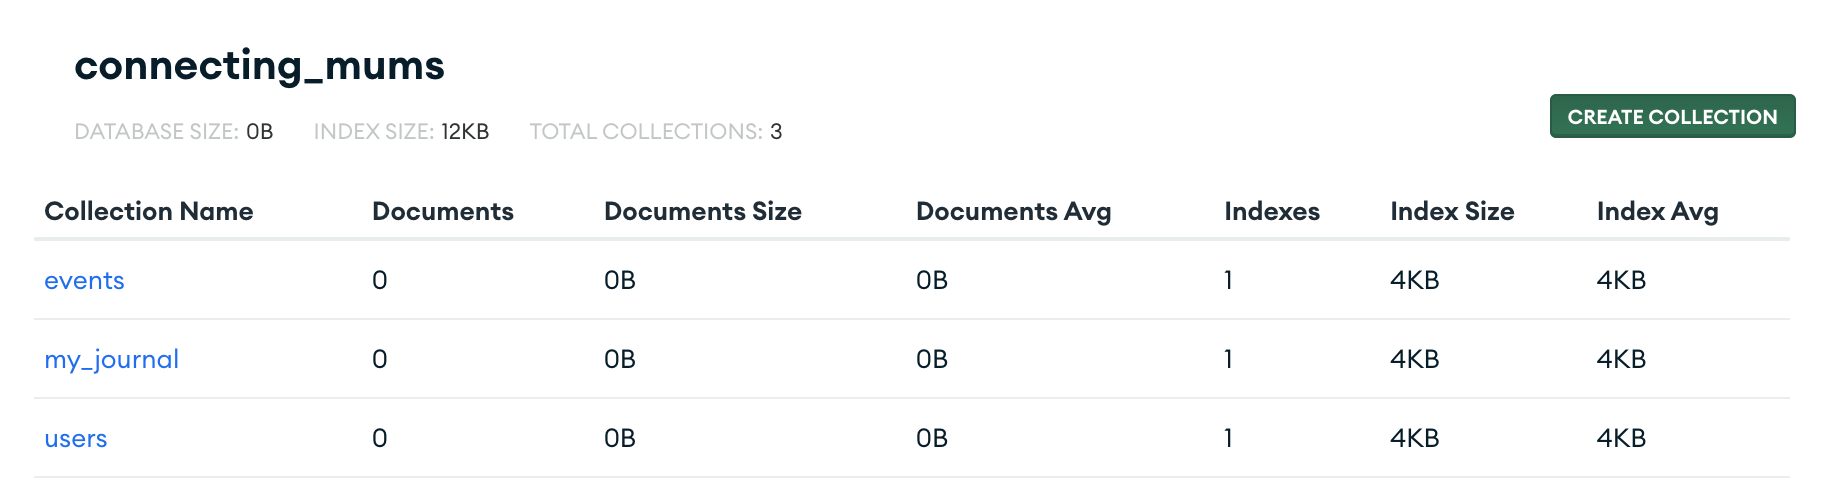 connecting_mums
DATABASE SIZE: 0B INDEX SIZE: 12KB TOTAL COLLECTIONS: 3
CREATE COLLECTION
Collection Name Documents Documents Size Documents Avg Indexes Index Size Index Avg
events 0 0B 0B 1 4KB 4KB
my_journal 0 0B 0B 1 4KB 4KB
users 0 0B 0B 1 4KB 4KB